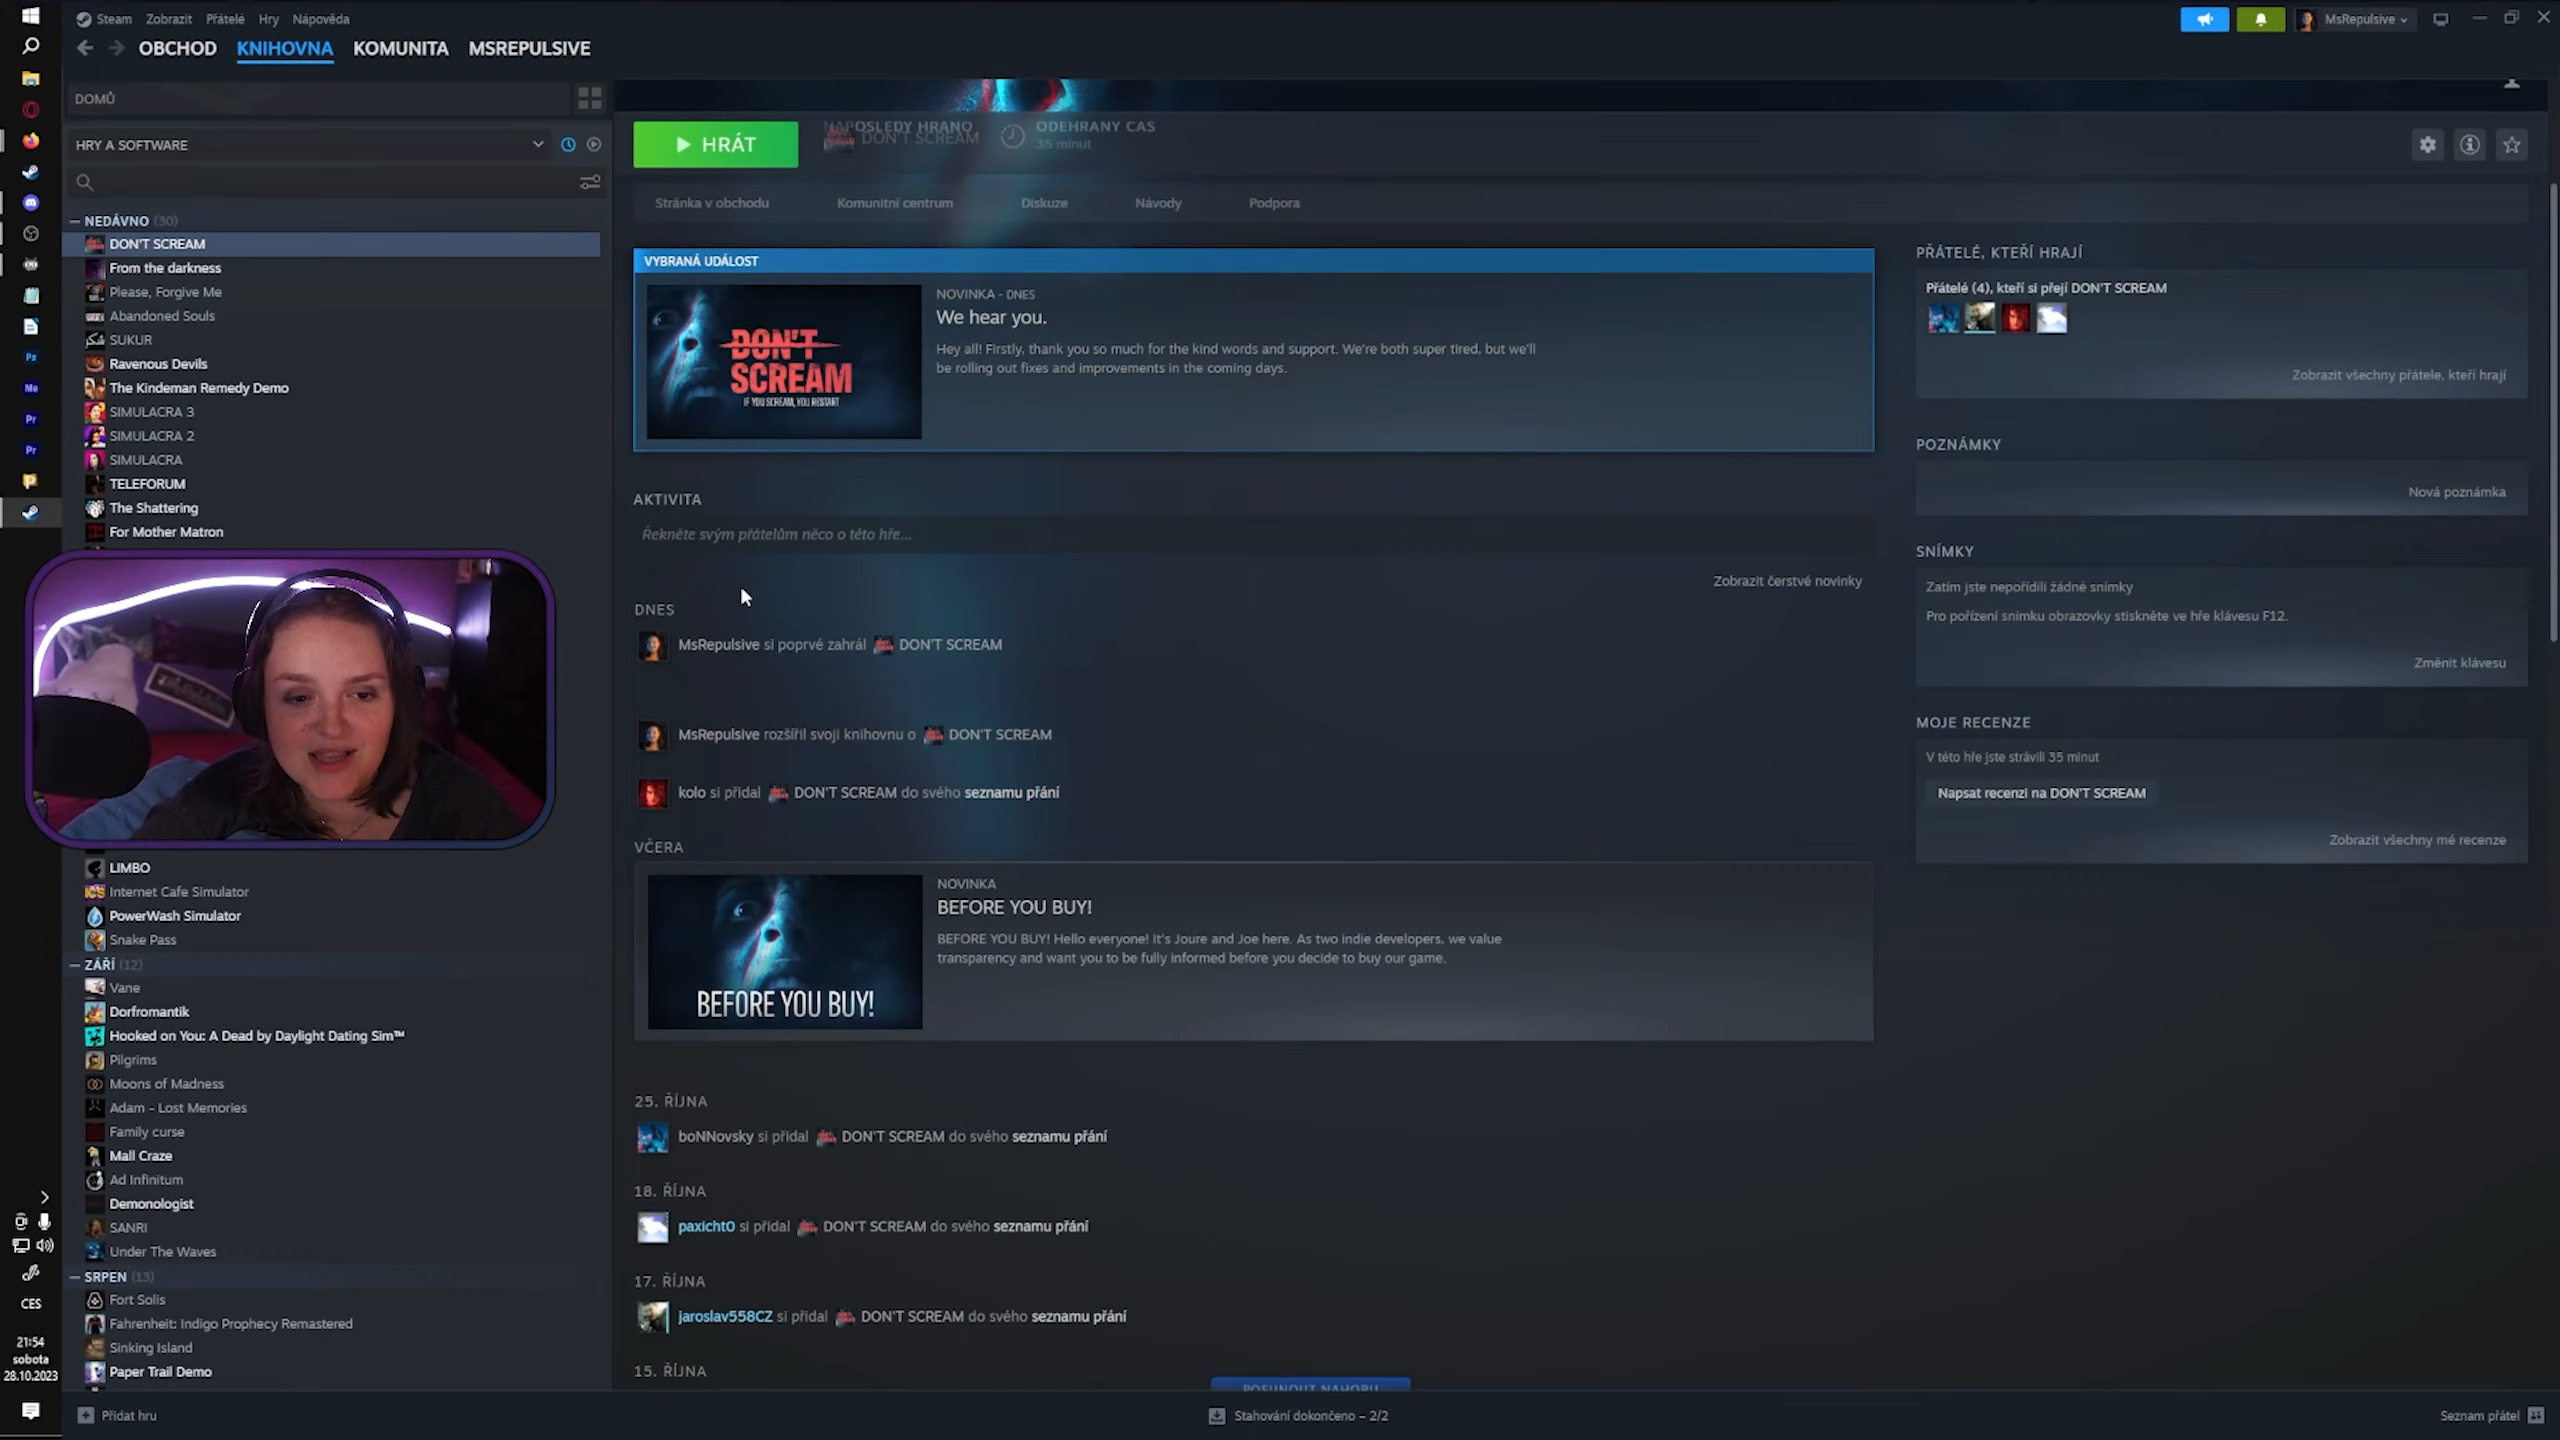 Steam Zobrazit Přátelé Hry Nápověda
MsRepulsive
OBCHOD KNIHOVNA KOMUNITA MSREPULSIVE
DOMŮ
HRY A SOFTWARE
NEDÁVNO (30)
DON'T SCREAM
From the darkness
Please, Forgive Me
Abandoned Souls
SUKUR
Ravenous Devils
The Kindeman Remedy Demo
SIMULACRA 3
SIMULACRA 2
SIMULACRA
TELEFORUM
The Shattering
For Mother Matron
LIMBO
Internet Cafe Simulator
PowerWash Simulator
Snake Pass
ZÁŘÍ (12)
Vane
Dorfromantik
Hooked on You: A Dead by Daylight Dating Sim™
Pilgrims
Moons of Madness
Adam - Lost Memories
Family curse
Mall Craze
Ad Infinitum
Demonologist
SANRI
Under The Waves
SRPEN (13)
Fort Solis
Fahrenheit: Indigo Prophecy Remastered
Sinking Island
Paper Trail Demo
Přidat hru
Ps
Me
Pr
Pr
CES
21:54
sobota
28.10.2023
HRÁT
NAPOSLEDY HRÁNO
DON'T SCREAM
ODEHRANÝ ČAS
35 minut
Stránka v obchodu Komunitní centrum Diskuze Návody Podpora
VYBRANÁ UDÁLOST
DON'T
SCREAM
IF YOU SCREAM, YOU RESTART
NOVINKA - DNES
We hear you.
Hey all! Firstly, thank you so much for the kind words and support. We're both super tired, but we'll
be rolling out fixes and improvements in the coming days.
AKTIVITA
Řekněte svým přátelům něco o této hře...
Zobrazit čerstvé novinky
DNES
MsRepulsive si poprvé zahrál DON'T SCREAM
MsRepulsive rozšířil svoji knihovnu o DON'T SCREAM
kolo si přidal DON'T SCREAM do svého seznamu přání
VČERA
BEFORE YOU BUY!
NOVINKA
BEFORE YOU BUY!
BEFORE YOU BUY! Hello everyone! It's Joure and Joe here. As two indie developers, we value
transparency and want you to be fully informed before you decide to buy our game.
25. ŘÍJNA
boNNovsky si přidal DON'T SCREAM do svého seznamu přání
18. ŘÍJNA
paxicht0 si přidal DON'T SCREAM do svého seznamu přání
17. ŘÍJNA
jaroslav558CZ si přidal DON'T SCREAM do svého seznamu přání
15. ŘÍJNA
POSUNOUT NAHORU
Stahování dokončeno – 2/2
PŘÁTELÉ, KTEŘÍ HRAJÍ
Přátelé (4), kteří si přejí DON'T SCREAM
Zobrazit všechny přátele, kteří hrají
POZNÁMKY
Nová poznámka
SNÍMKY
Zatím jste nepořídili žádné snímky
Pro pořízení snímku obrazovky stiskněte ve hře klávesu F12.
Změnit klávesu
MOJE RECENZE
V této hře jste strávili 35 minut
Napsat recenzi na DON'T SCREAM
Zobrazit všechny mé recenze
Seznam přátel